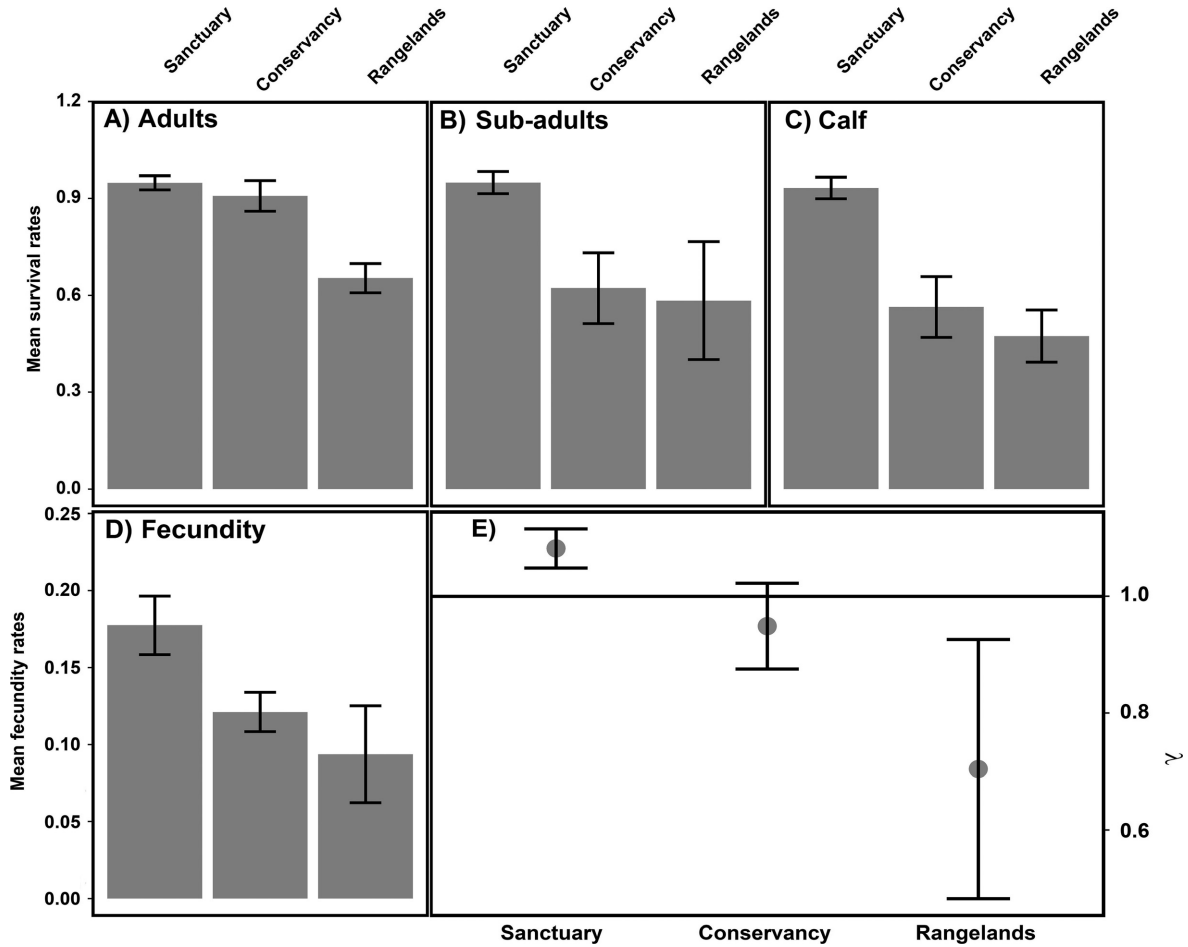 Sanctuary
Conservancy
Rangelands
Sanctuary
Conservancy
Rangelands
Sanctuary
Conservancy
Rangelands
Mean survival rates
1.2
0.9
0.6
0.3
0.0
A) Adults
B) Sub-adults
C) Calf
Mean fecundity rates
0.25
0.20
0.15
0.10
0.05
0.00
D) Fecundity
E)
1.0
0.8
0.6
λ
Sanctuary
Conservancy
Rangelands